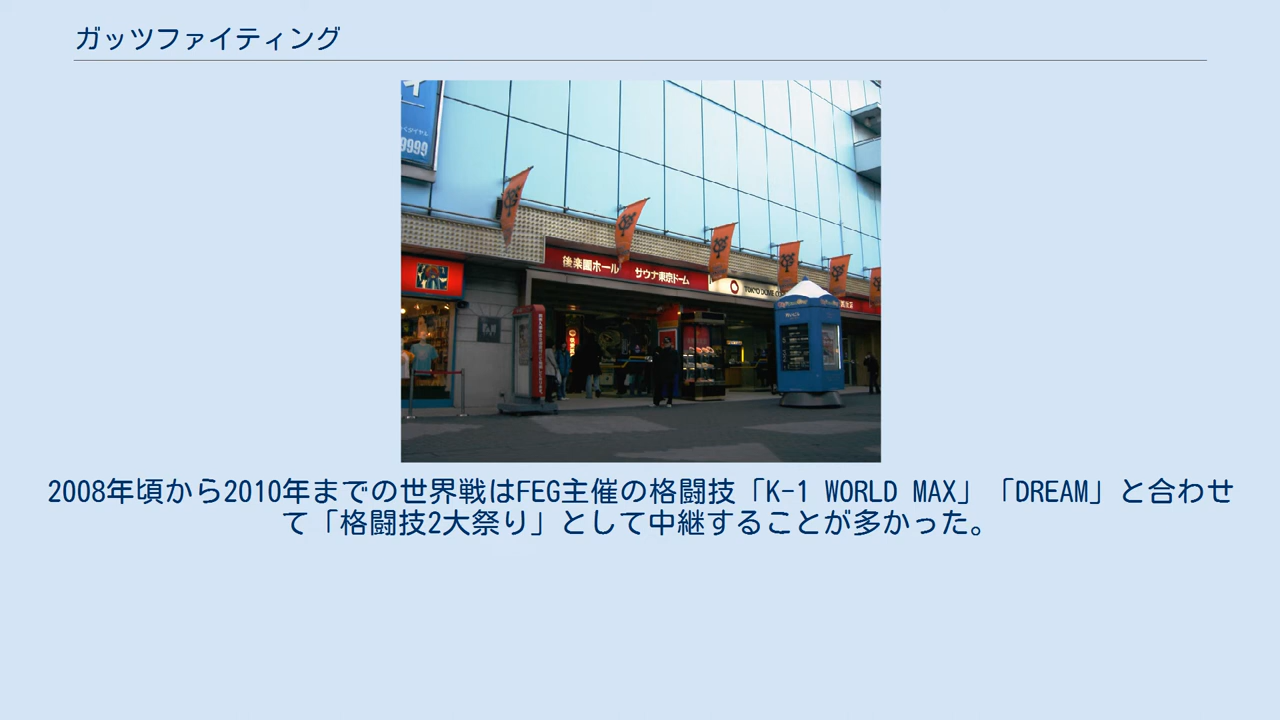 ガッツファイティング
9999
後楽園ホール サウナ東京ドーム
TOKYO DOME
2008年頃から2010年までの世界戦はFEG主催の格闘技「K-1 WORLD MAX」「DREAM」と合わせ
て「格闘技2大祭り」として中継することが多かった。